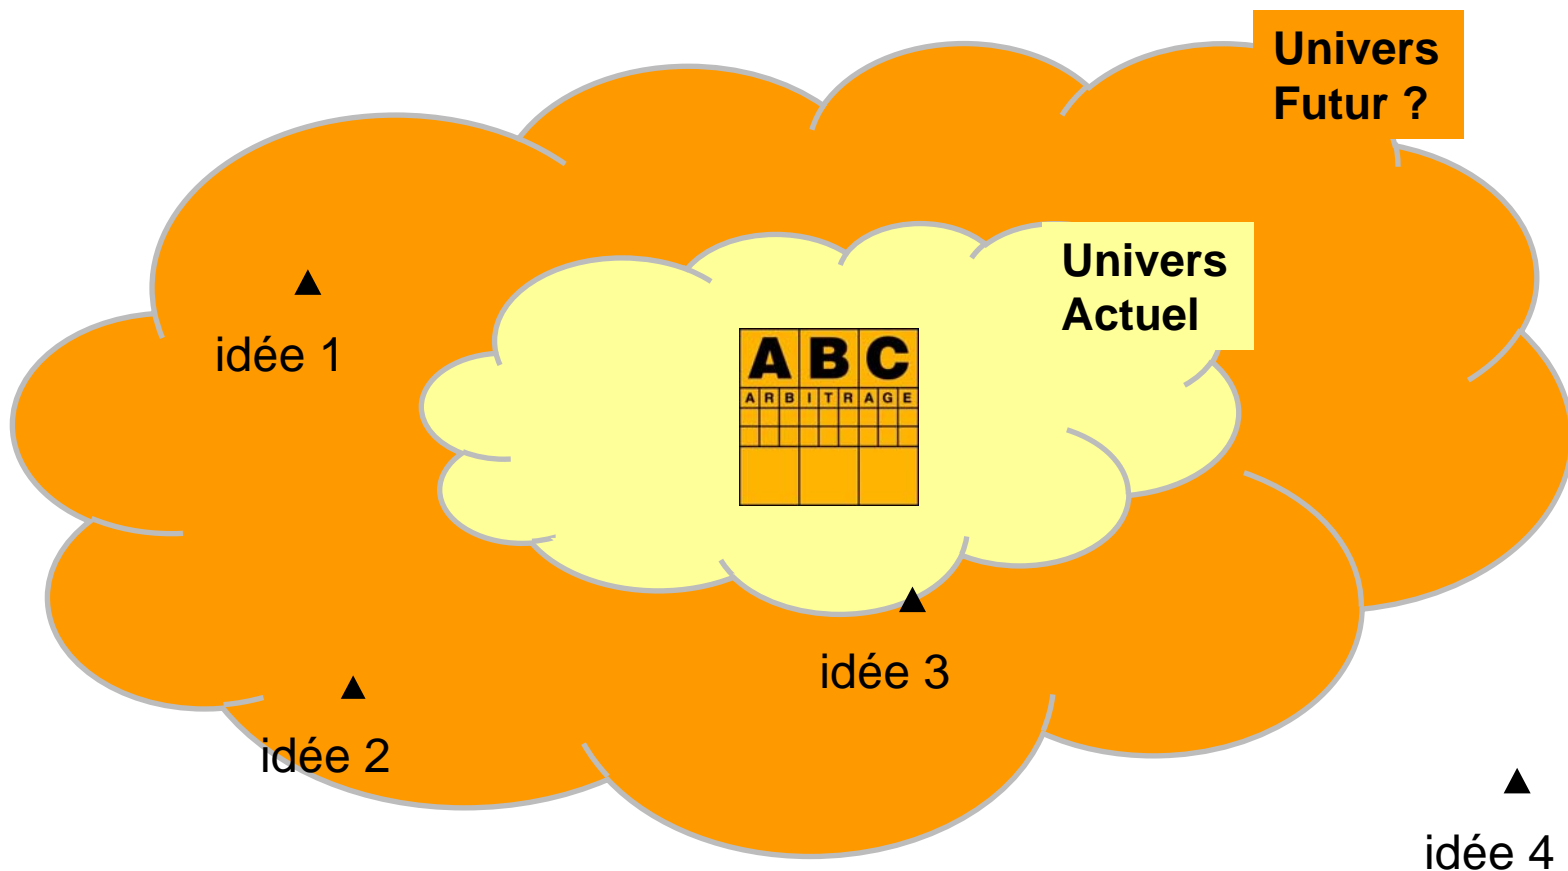 Univers
Futur ?
Univers
Actuel
idée 1
ABC
ARBITRAGE
idée 3
idée 2
idée 4